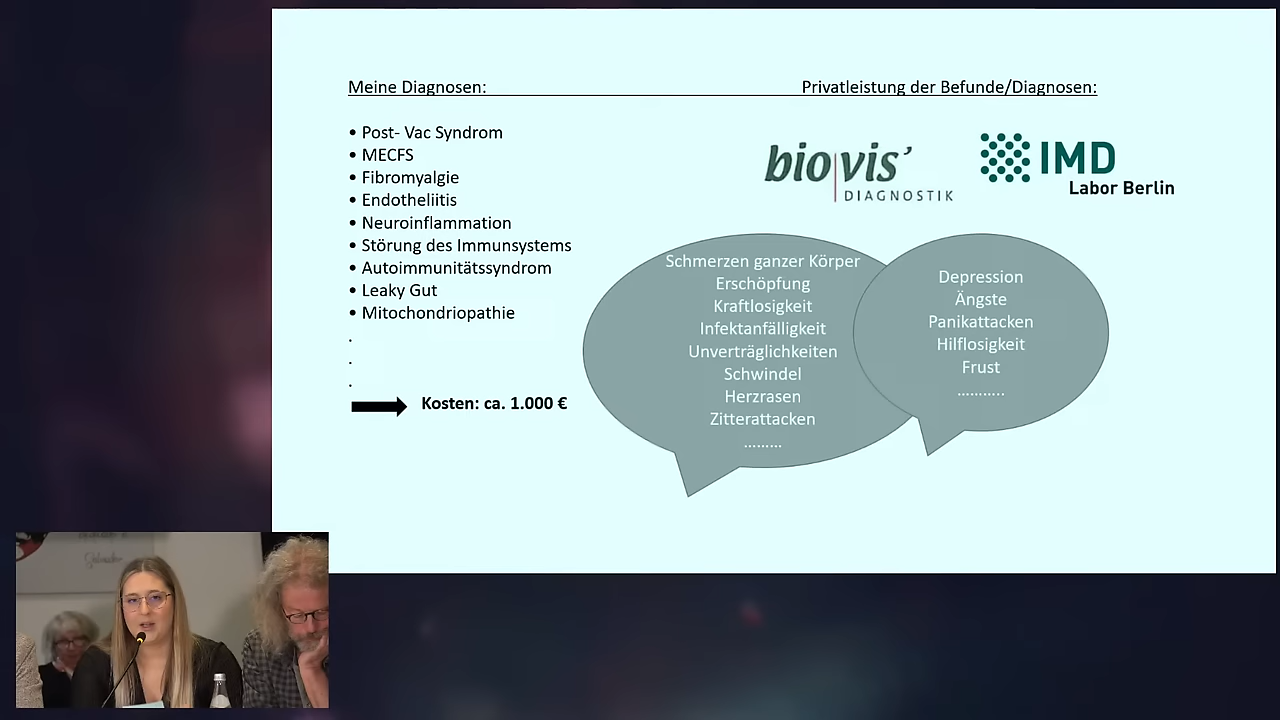 Meine Diagnosen:
Privatleistung der Befunde/Diagnosen:
• Post- Vac Syndrom
• MECFS
• Fibromyalgie
• Endotheliitis
• Neuroinflammation
• Störung des Immunsystems
• Autoimmunitätssyndrom
• Leaky Gut
• Mitochondriopathie
.
.
.
Kosten: ca. 1.000 €
bio|vis'
DIAGNOSTIK
IMD
Labor Berlin
Schmerzen ganzer Körper
Erschöpfung
Kraftlosigkeit
Infektanfälligkeit
Unverträglichkeiten
Schwindel
Herzrasen
Zitterattacken
………
Depression
Ängste
Panikattacken
Hilflosigkeit
Frust
………..